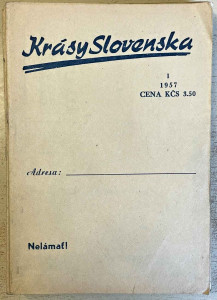 Krásy Slovenska
1
1957
CENA KČS 3.50
Adresa:
Nelámať!